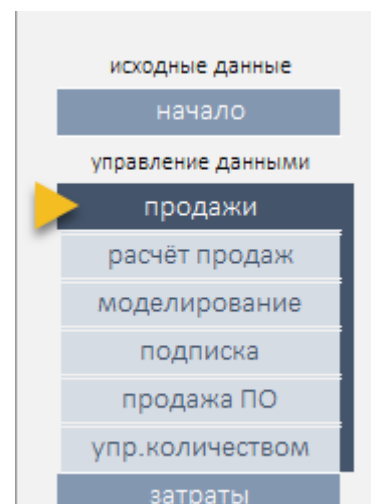 исходные данные
начало
управление данными
продажи
расчёт продаж
моделирование
подписка
продажа ПО
упр.количеством
затраты